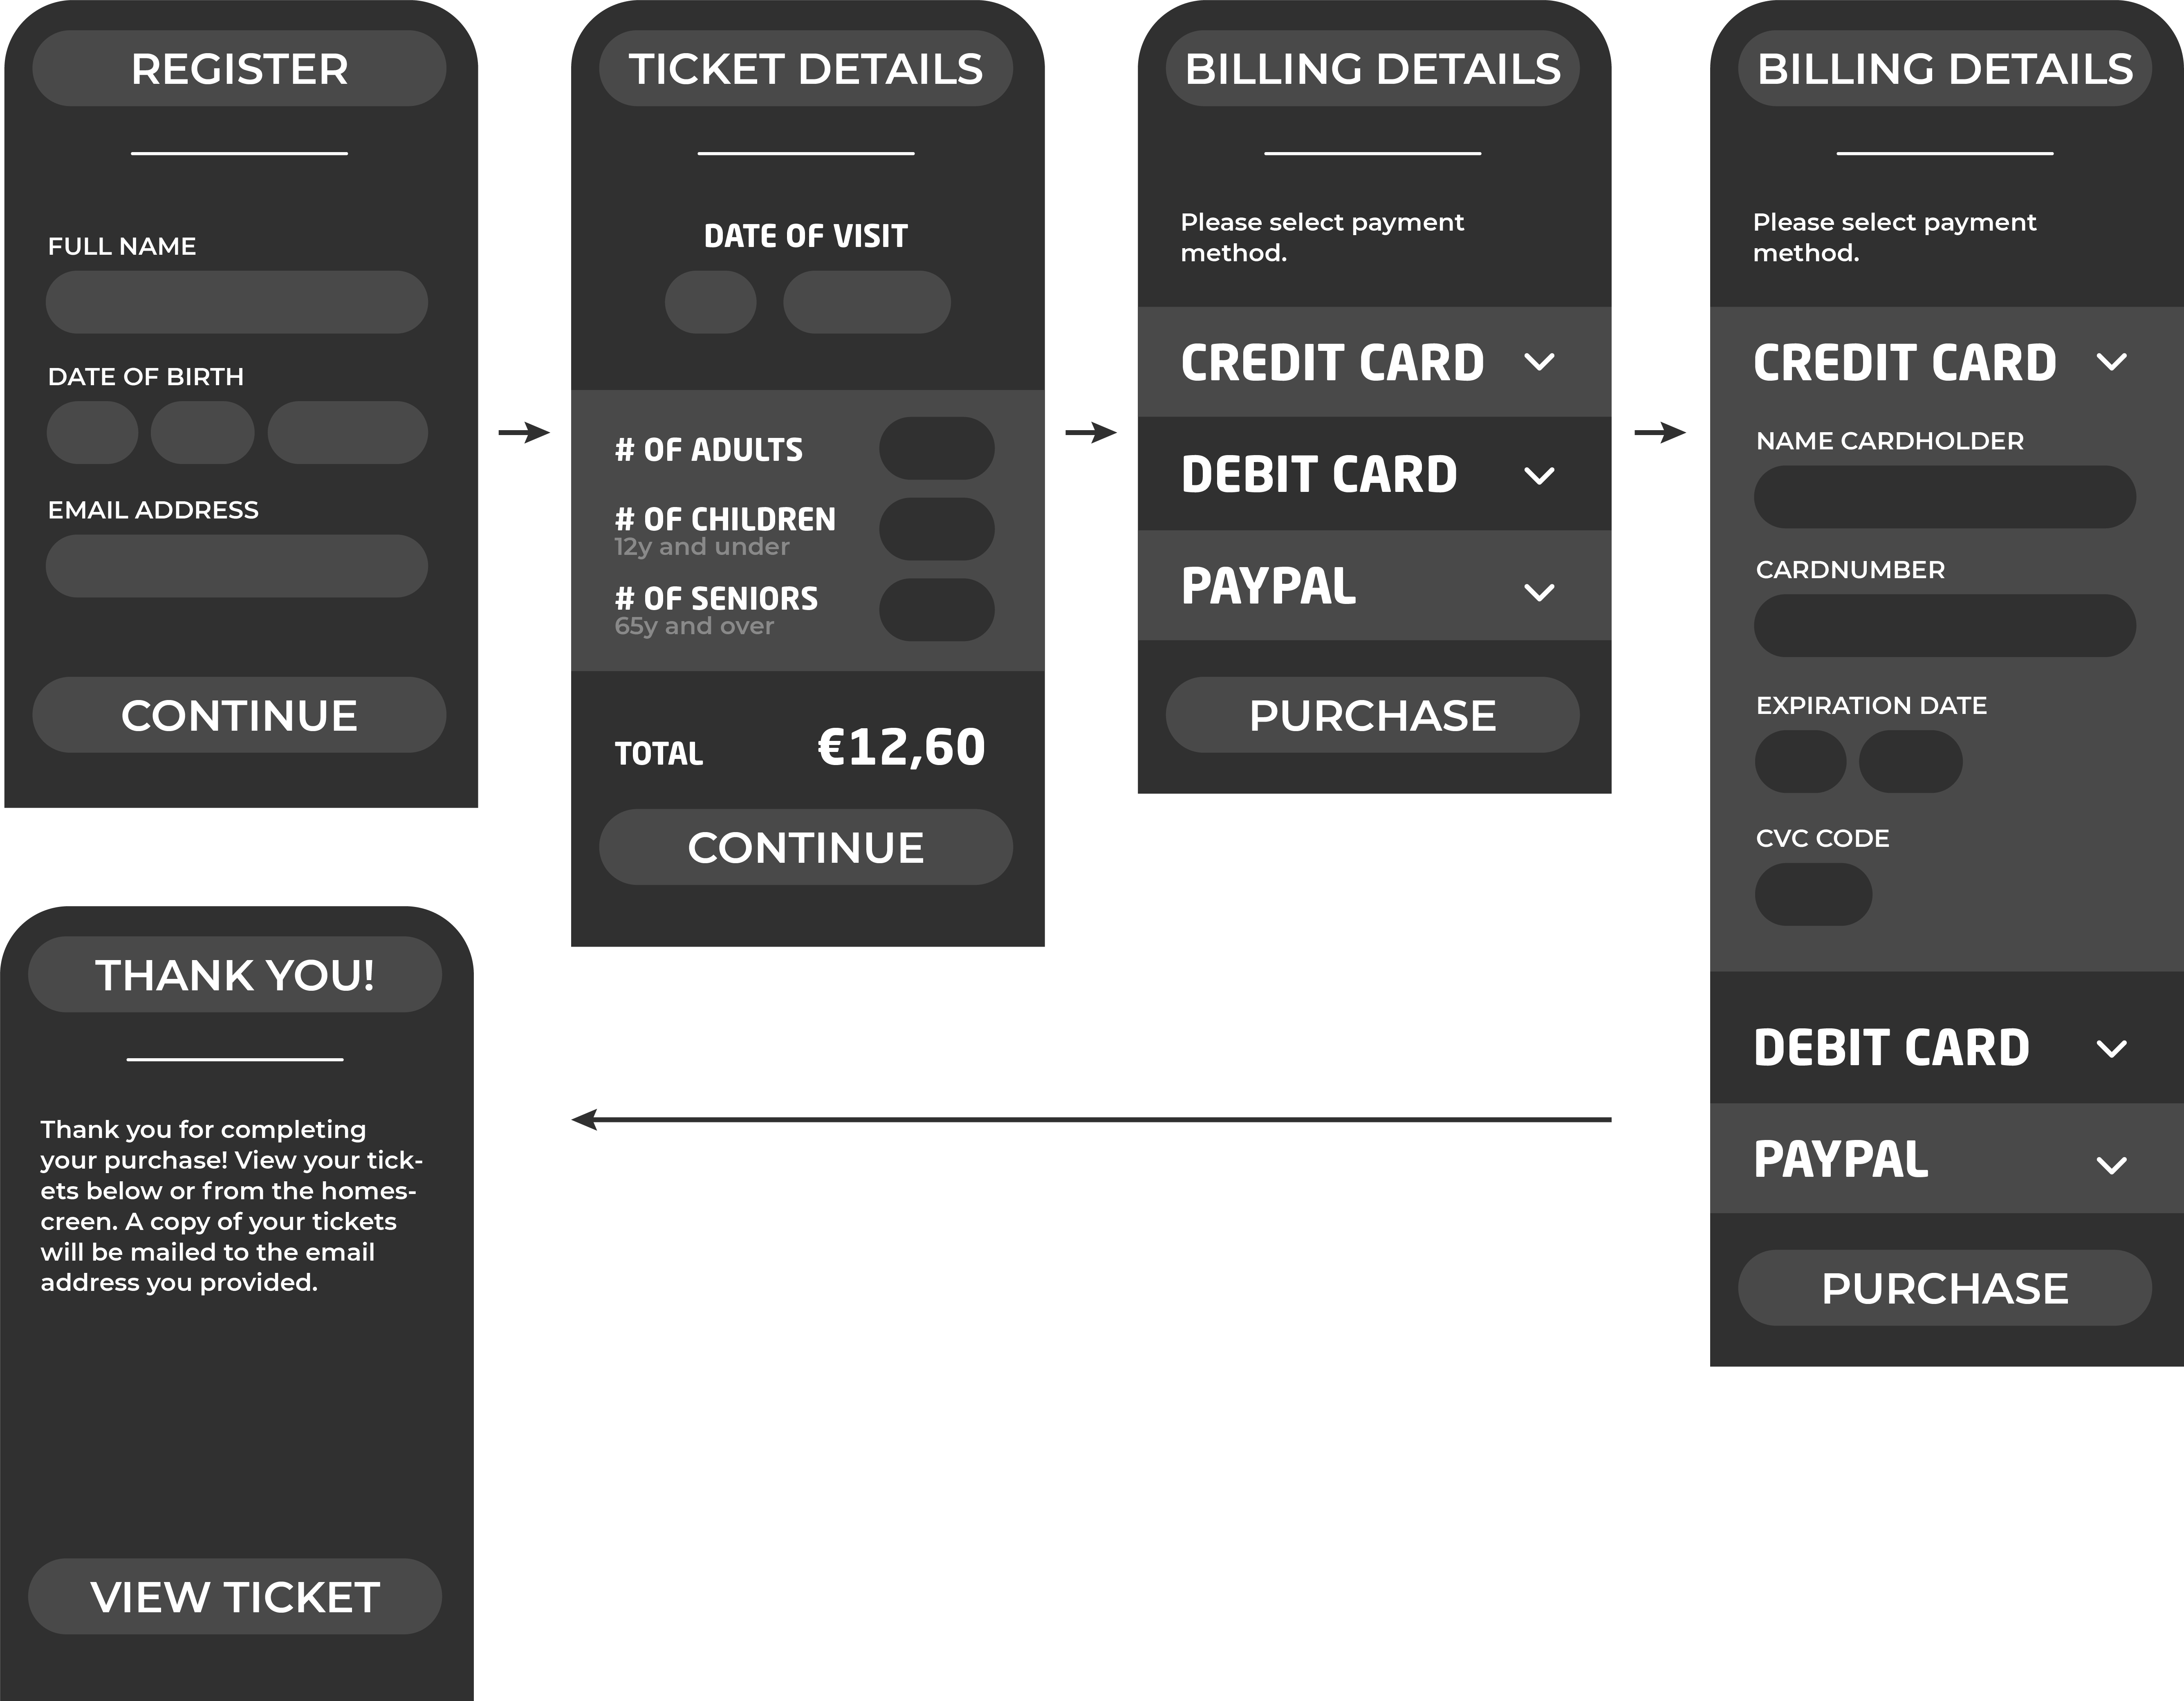 REGISTER
FULL NAME
DATE OF BIRTH
EMAIL ADDRESS
CONTINUE
TICKET DETAILS
DATE OF VISIT
# OF ADULTS
# OF CHILDREN
12y and under
# OF SENIORS
65y and over
TOTAL €12,60
CONTINUE
BILLING DETAILS
Please select payment
method.
CREDIT CARD
DEBIT CARD
PAYPAL
PURCHASE
BILLING DETAILS
Please select payment
method.
CREDIT CARD
NAME CARDHOLDER
CARDNUMBER
EXPIRATION DATE
CVC CODE
DEBIT CARD
PAYPAL
PURCHASE
THANK YOU!
Thank you for completing
your purchase! View your tick-
ets below or from the homes-
creen. A copy of your tickets
will be mailed to the email
address you provided.
VIEW TICKET